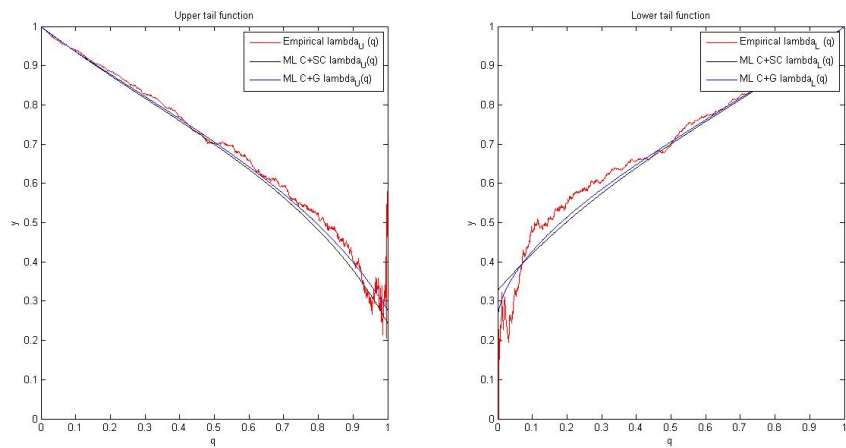 Upper tail function
1
0.9
0.8
0.7
0.6
0.5
0.4
0.3
0.2
0.1
0
y
Empirical lambda_U (q)
ML C+SC lambda_U(q)
ML C+G lambda_U(q)
0 0.1 0.2 0.3 0.4 0.5 0.6 0.7 0.8 0.9 1
q
Lower tail function
1
0.9
0.8
0.7
0.6
0.5
0.4
0.3
0.2
0.1
0
y
Empirical lambda_L (q)
ML C+SC lambda_L(q)
ML C+G lambda_L(q)
0 0.1 0.2 0.3 0.4 0.5 0.6 0.7 0.8 0.9 1
q